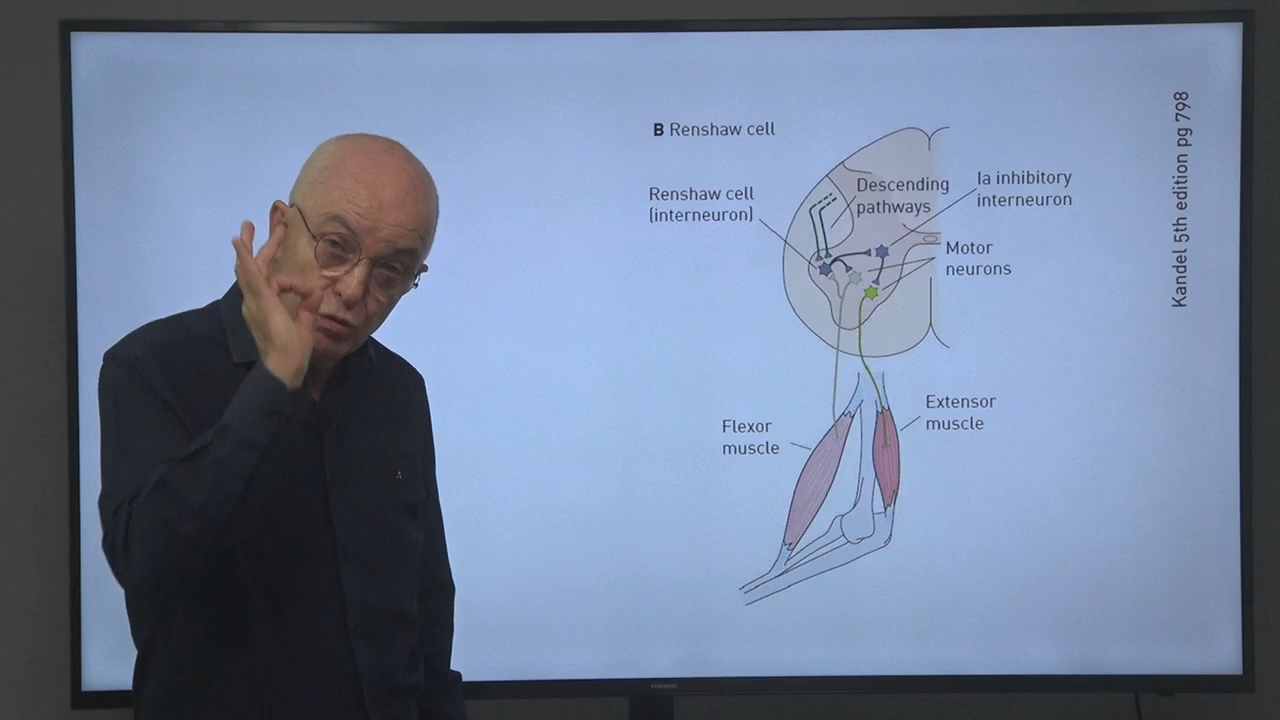 B Renshaw cell
Renshaw cell
(interneuron)
Descending
pathways
Ia inhibitory
interneuron
Motor
neurons
Flexor
muscle
Extensor
muscle
Kandel 5th edition pg 798
SAMSUNG